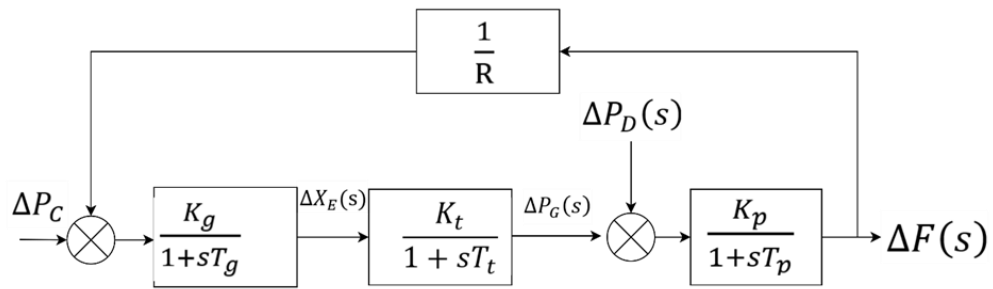 1
R
ΔP_D(s)
ΔP_C
K_g
1+sT_g
ΔX_E(s)
K_t
1 + sT_t
ΔP_G(s)
K_p
1+sT_p
ΔF(s)